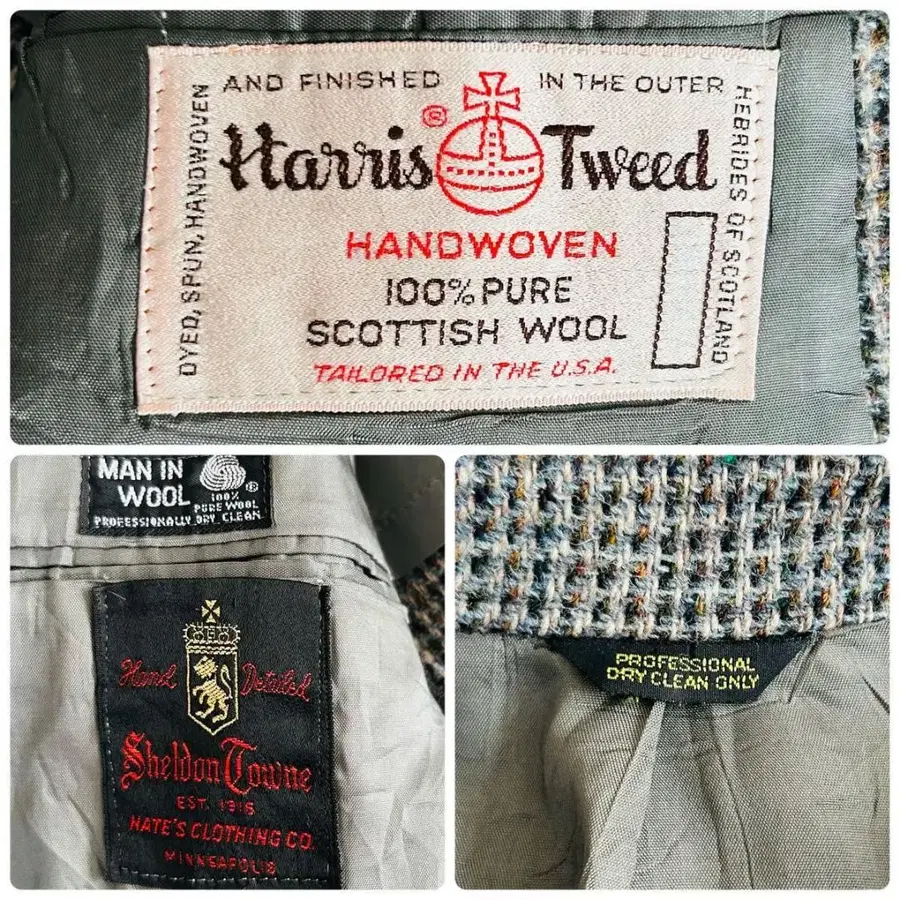 AND FINISHED IN THE OUTER
DYED, SPUN, HANDWOVEN
HEBRIDES OF SCOTLAND
Harris® Tweed
HANDWOVEN
100% PURE
SCOTTISH WOOL
TAILORED IN THE U.S.A.
MAN IN
WOOL
100%
PURE WOOL
®
PROFESSIONALLY DRY CLEAN
Hand Detailed
Sheldon Towne
EST. 1916
NATE'S CLOTHING CO.
MINNEAPOLIS
PROFESSIONAL
DRY CLEAN ONLY